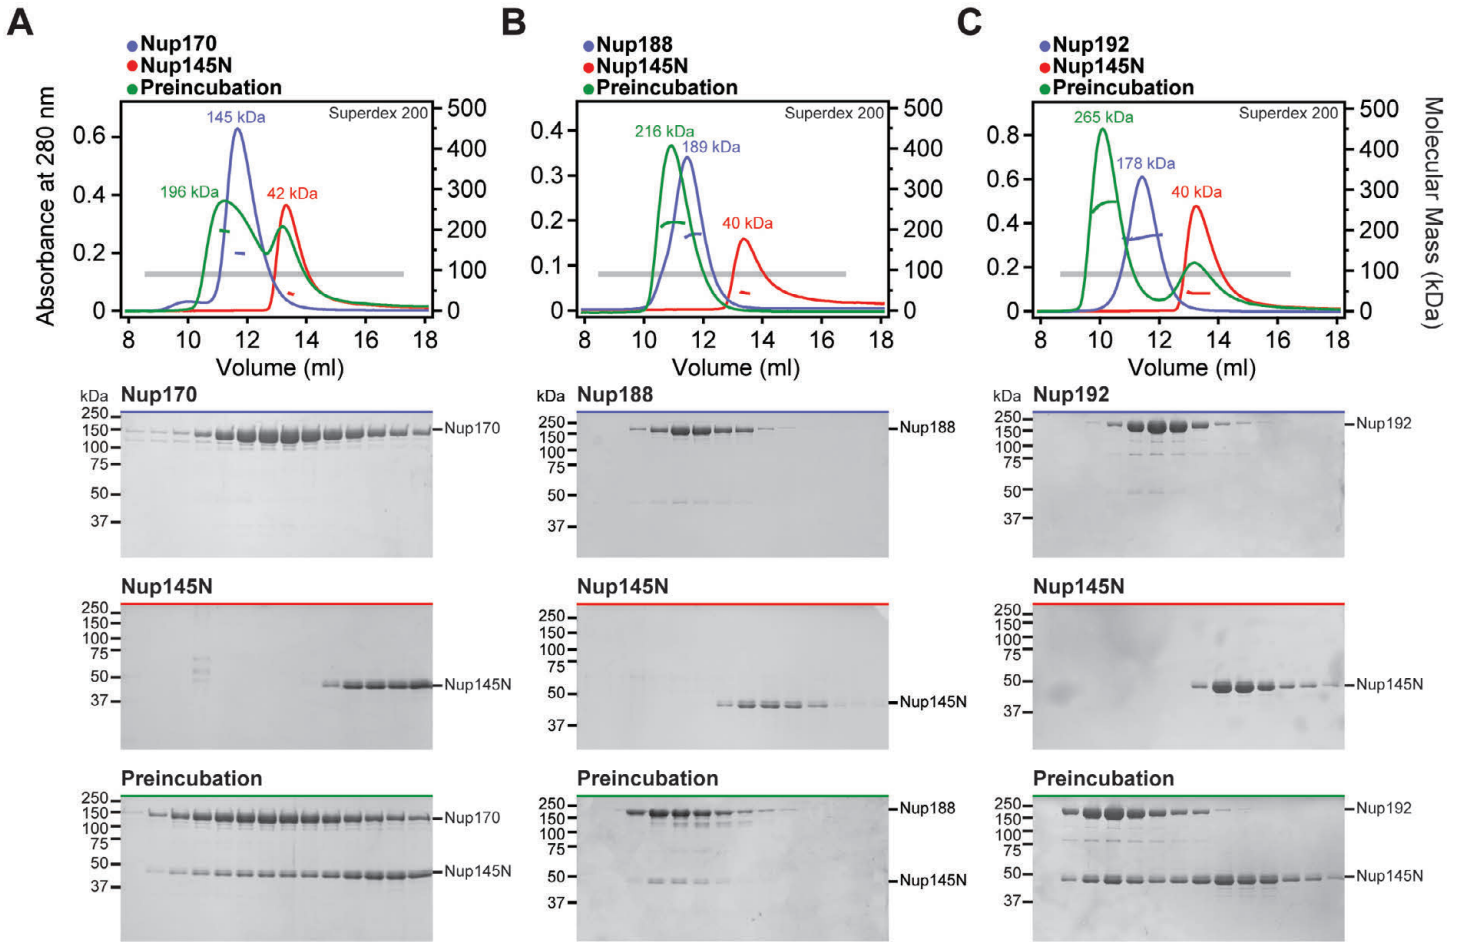 A
Nup170
Nup145N
Preincubation
Absorbance at 280 nm
145 kDa
Superdex 200
196 kDa
42 kDa
0.6
0.4
0.2
0
500
400
300
200
100
0
8 10 12 14 16 18
Volume (ml)
B
Nup188
Nup145N
Preincubation
216 kDa
Superdex 200
189 kDa
40 kDa
0.4
0.3
0.2
0.1
0
500
400
300
200
100
0
8 10 12 14 16 18
Volume (ml)
C
Nup192
Nup145N
Preincubation
265 kDa
Superdex 200
178 kDa
40 kDa
0.8
0.6
0.4
0.2
0
500
400
300
200
100
0
8 10 12 14 16 18
Volume (ml)
Molecular Mass (kDa)
kDa Nup170
250
150
100
75
50
37
Nup170
kDa Nup188
250
150
100
75
50
37
Nup188
kDa Nup192
250
150
100
75
50
37
Nup192
Nup145N
250
150
100
75
50
37
Nup145N
Nup145N
250
150
100
75
50
37
Nup145N
Nup145N
250
150
100
75
50
37
Nup145N
Preincubation
250
150
100
75
50
37
Nup170
Nup145N
Preincubation
250
150
100
75
50
37
Nup188
Nup145N
Preincubation
250
150
100
75
50
37
Nup192
Nup145N